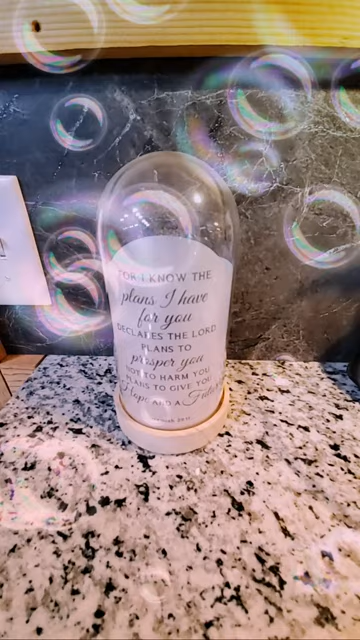 FOR I KNOW THE
plans I have
for you
DECLARES THE LORD
PLANS TO
prosper you
NOT TO HARM YOU
PLANS TO GIVE YOU
Hope AND A Future